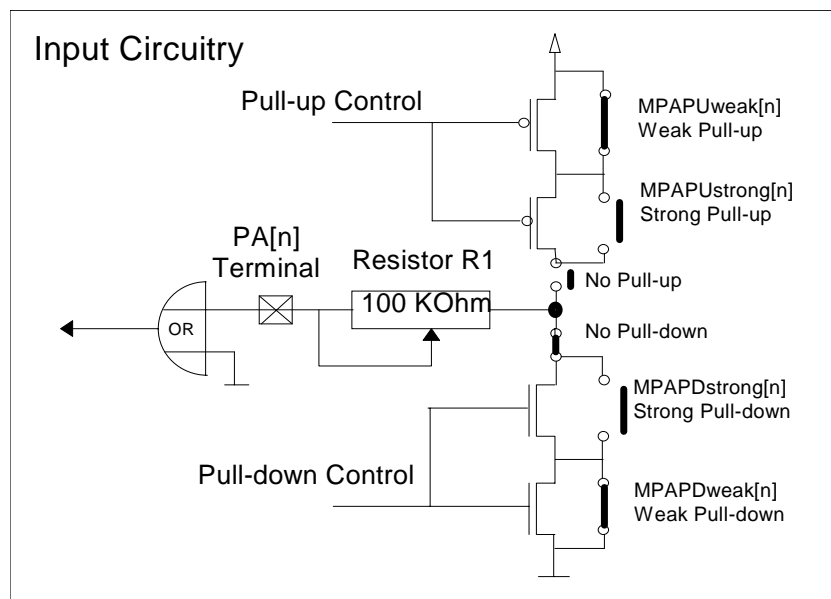 Input Circuitry
Pull-up Control
MPAPUweak[n]
Weak Pull-up
MPAPUstrong[n]
Strong Pull-up
PA[n]
Terminal
Resistor R1
100 KOhm
No Pull-up
OR
No Pull-down
MPAPDstrong[n]
Strong Pull-down
Pull-down Control
MPAPDweak[n]
Weak Pull-down